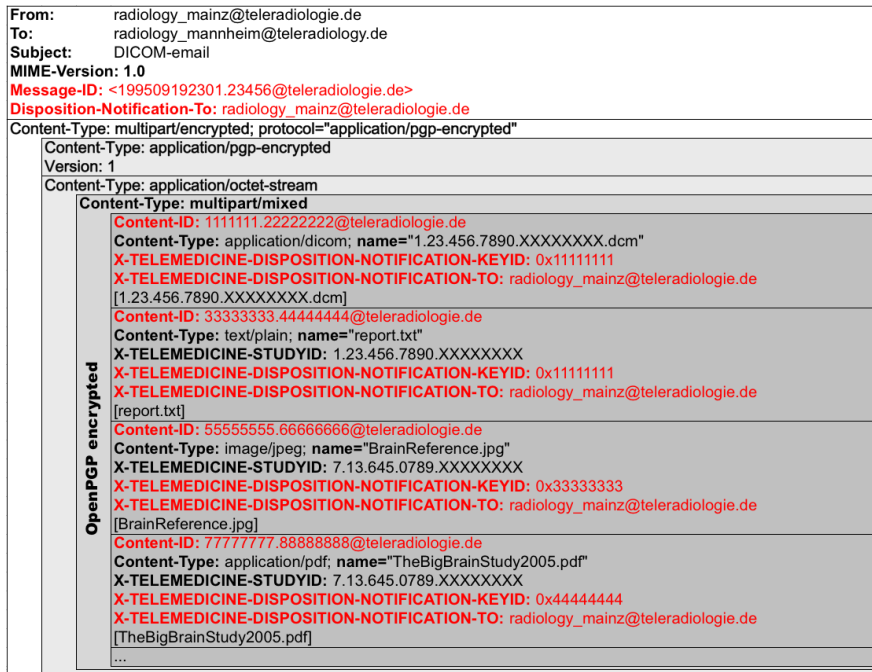 From: radiology_mainz@teleradiologie.de
To: radiology_mannheim@teleradiology.de
Subject: DICOM-email
MIME-Version: 1.0
Message-ID: <199509192301.23456@teleradiologie.de>
Disposition-Notification-To: radiology_mainz@teleradiologie.de
Content-Type: multipart/encrypted; protocol="application/pgp-encrypted"
Content-Type: application/pgp-encrypted
Version: 1
Content-Type: application/octet-stream
Content-Type: multipart/mixed
OpenPGP encrypted
Content-ID: 1111111.22222222@teleradiologie.de
Content-Type: application/dicom; name="1.23.456.7890.XXXXXXXX.dcm"
X-TELEMEDICINE-DISPOSITION-NOTIFICATION-KEYID: 0x11111111
X-TELEMEDICINE-DISPOSITION-NOTIFICATION-TO: radiology_mainz@teleradiologie.de
[1.23.456.7890.XXXXXXXX.dcm]
Content-ID: 33333333.44444444@teleradiologie.de
Content-Type: text/plain; name="report.txt"
X-TELEMEDICINE-STUDYID: 1.23.456.7890.XXXXXXXX
X-TELEMEDICINE-DISPOSITION-NOTIFICATION-KEYID: 0x11111111
X-TELEMEDICINE-DISPOSITION-NOTIFICATION-TO: radiology_mainz@teleradiologie.de
[report.txt]
Content-ID: 55555555.66666666@teleradiologie.de
Content-Type: image/jpeg; name="BrainReference.jpg"
X-TELEMEDICINE-STUDYID: 7.13.645.0789.XXXXXXXX
X-TELEMEDICINE-DISPOSITION-NOTIFICATION-KEYID: 0x33333333
X-TELEMEDICINE-DISPOSITION-NOTIFICATION-TO: radiology_mainz@teleradiologie.de
[BrainReference.jpg]
Content-ID: 77777777.88888888@teleradiologie.de
Content-Type: application/pdf; name="TheBigBrainStudy2005.pdf"
X-TELEMEDICINE-STUDYID: 7.13.645.0789.XXXXXXXX
X-TELEMEDICINE-DISPOSITION-NOTIFICATION-KEYID: 0x44444444
X-TELEMEDICINE-DISPOSITION-NOTIFICATION-TO: radiology_mainz@teleradiologie.de
[TheBigBrainStudy2005.pdf]
...